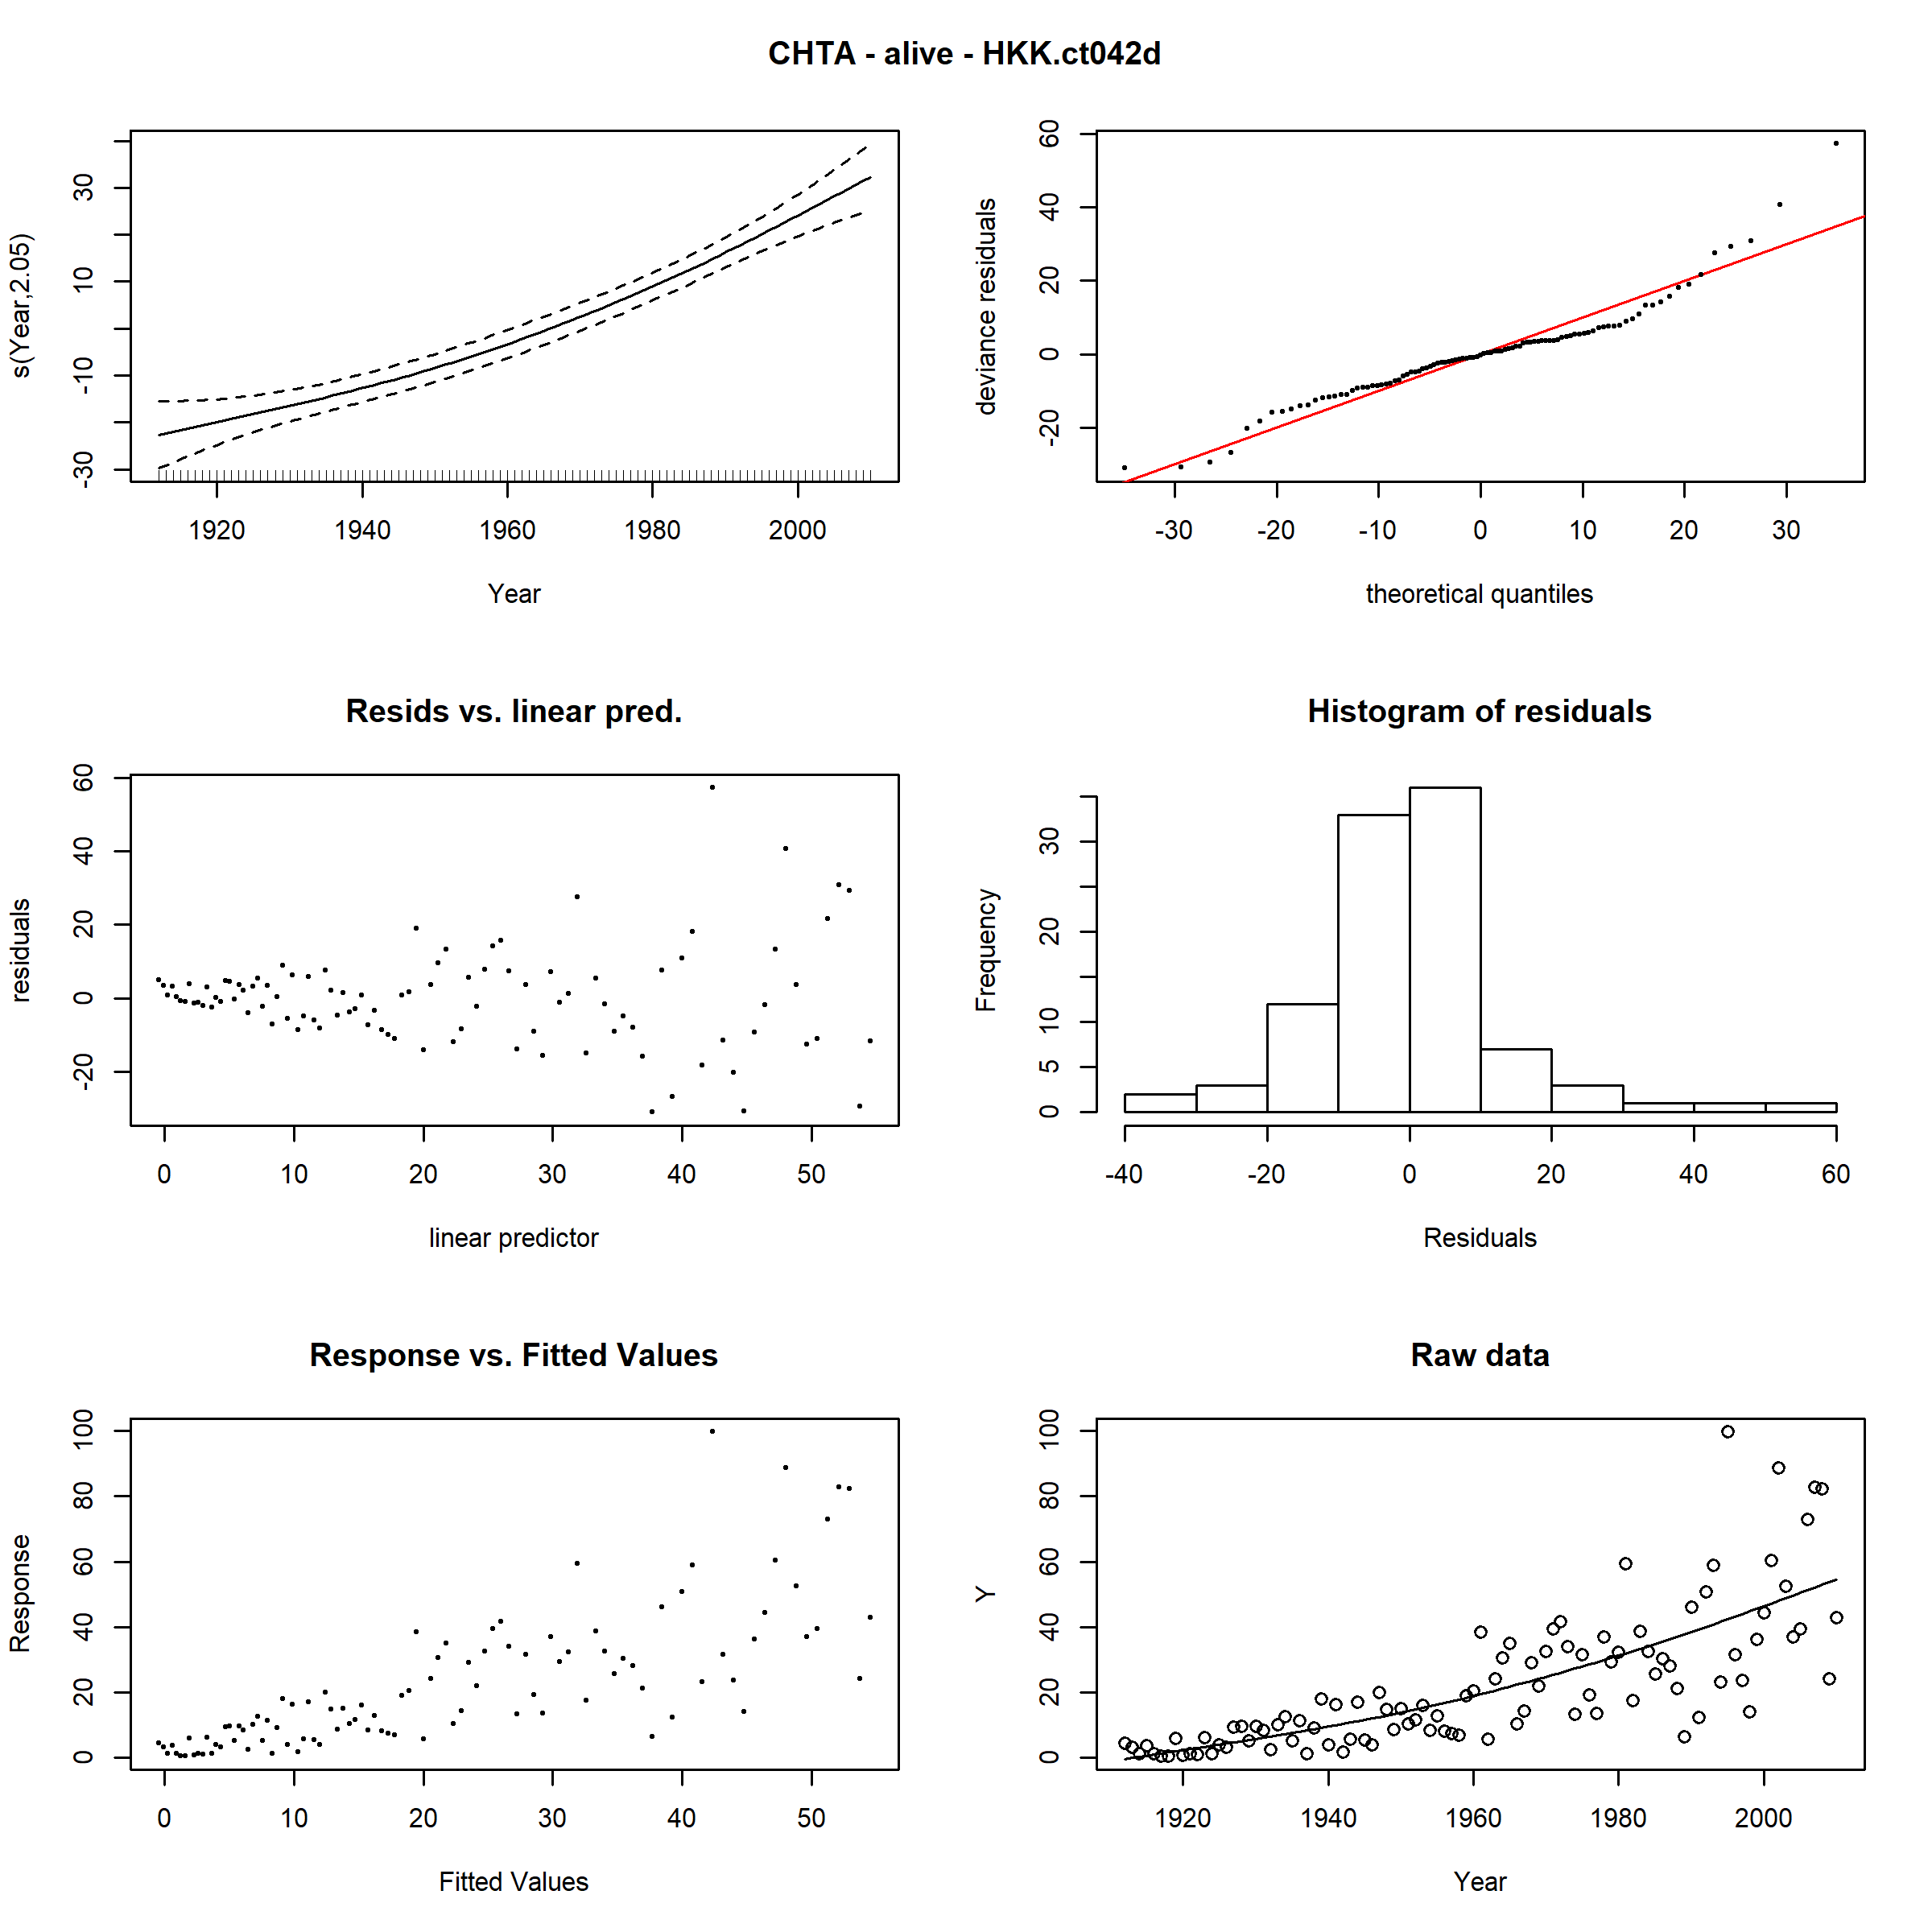 CHTA - alive - HKK.ct042d
s(Year,2.05)
-30 -10 10 30
1920 1940 1960 1980 2000
Year
deviance residuals
-20 0 20 40 60
-30 -20 -10 0 10 20 30
theoretical quantiles
Resids vs. linear pred.
residuals
-20 0 20 40 60
0 10 20 30 40 50
linear predictor
Histogram of residuals
Frequency
0 5 10 20 30
-40 -20 0 20 40 60
Residuals
Response vs. Fitted Values
Response
0 20 40 60 80 100
0 10 20 30 40 50
Fitted Values
Raw data
Y
0 20 40 60 80 100
1920 1940 1960 1980 2000
Year